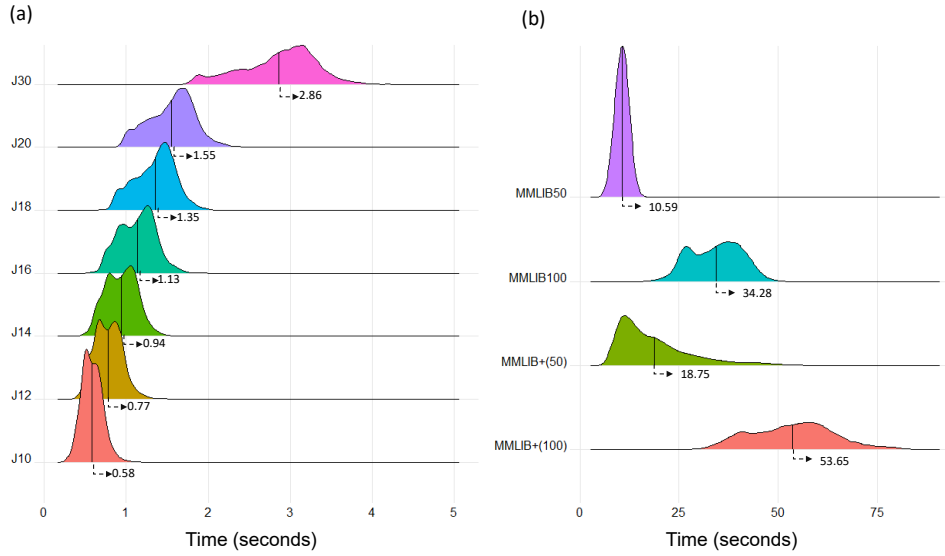 (a)
J30
2.86
J20
1.55
J18
1.35
J16
1.13
J14
0.94
J12
0.77
J10
0.58
0 1 2 3 4 5
Time (seconds)
(b)
MMLIB50
10.59
MMLIB100
34.28
MMLIB+(50)
18.75
MMLIB+(100)
53.65
0 25 50 75
Time (seconds)